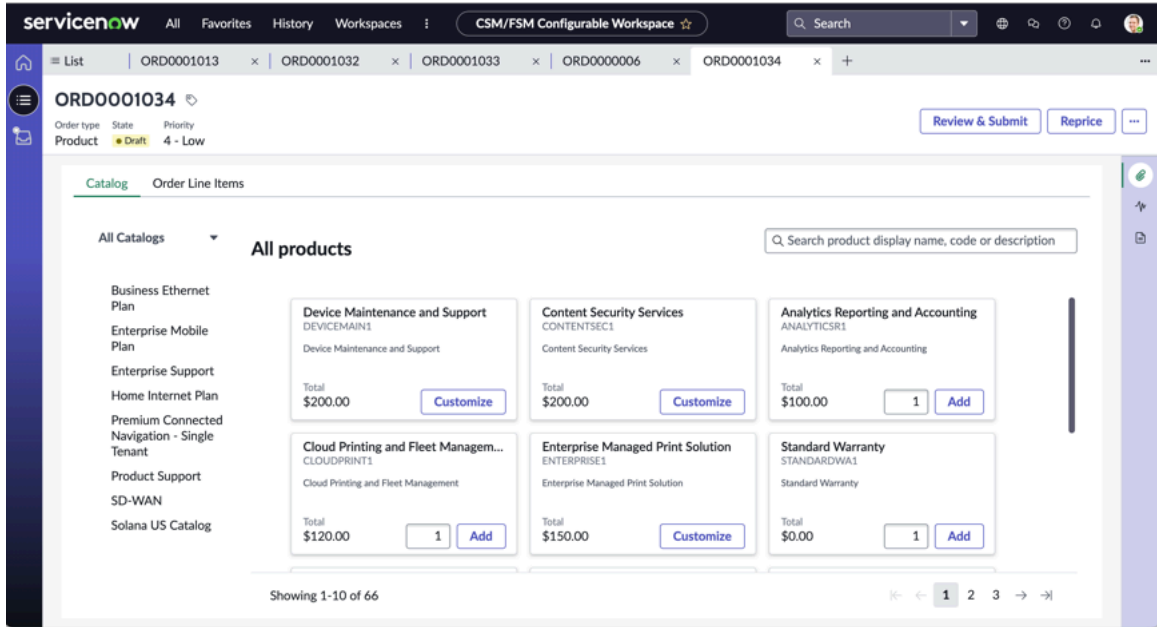 servicenow All Favorites History Workspaces CSM/FSM Configurable Workspace Search
List ORD0001013 ORD0001032 ORD0001033 ORD0000006 ORD0001034
ORD0001034
Order type State Priority
Product Draft 4 - Low
Review & Submit Reprice
Catalog Order Line Items
All Catalogs
Business Ethernet
Plan
Enterprise Mobile
Plan
Enterprise Support
Home Internet Plan
Premium Connected
Navigation - Single
Tenant
Product Support
SD-WAN
Solana US Catalog
All products
Search product display name, code or description
Device Maintenance and Support
DEVICEMAIN1
Device Maintenance and Support
Total
$200.00 Customize
Content Security Services
CONTENTSEC1
Content Security Services
Total
$200.00 Customize
Analytics Reporting and Accounting
ANALYTICSR1
Analytics Reporting and Accounting
Total
$100.00 1 Add
Cloud Printing and Fleet Managem...
CLOUDPRINT1
Cloud Printing and Fleet Management
Total
$120.00 1 Add
Enterprise Managed Print Solution
ENTERPRISE1
Enterprise Managed Print Solution
Total
$150.00 Customize
Standard Warranty
STANDARDWA1
Standard Warranty
Total
$0.00 1 Add
Showing 1-10 of 66
1 2 3